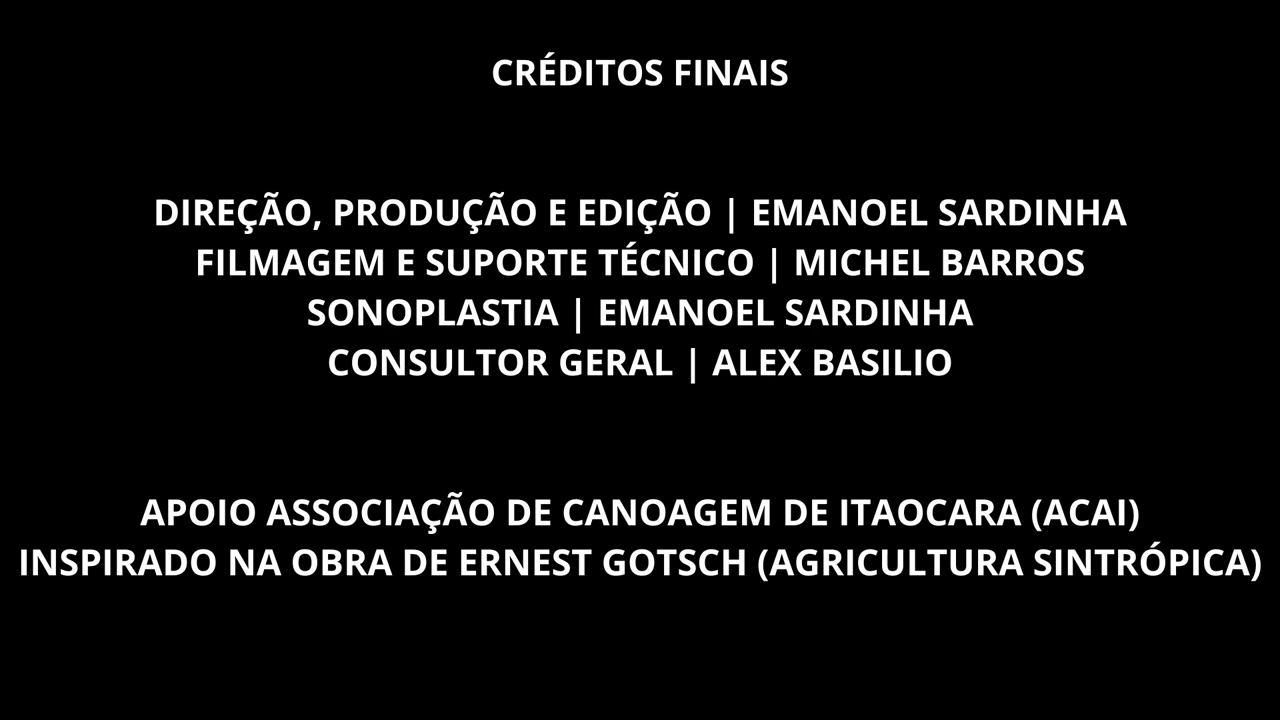 CRÉDITOS FINAIS
DIREÇÃO, PRODUÇÃO E EDIÇÃO | EMANOEL SARDINHA
FILMAGEM E SUPORTE TÉCNICO | MICHEL BARROS
SONOPLASTIA | EMANOEL SARDINHA
CONSULTOR GERAL | ALEX BASILIO
APOIO ASSOCIAÇÃO DE CANOAGEM DE ITAOCARA (ACAI)
INSPIRADO NA OBRA DE ERNEST GOTSCH (AGRICULTURA SINTRÓPICA)